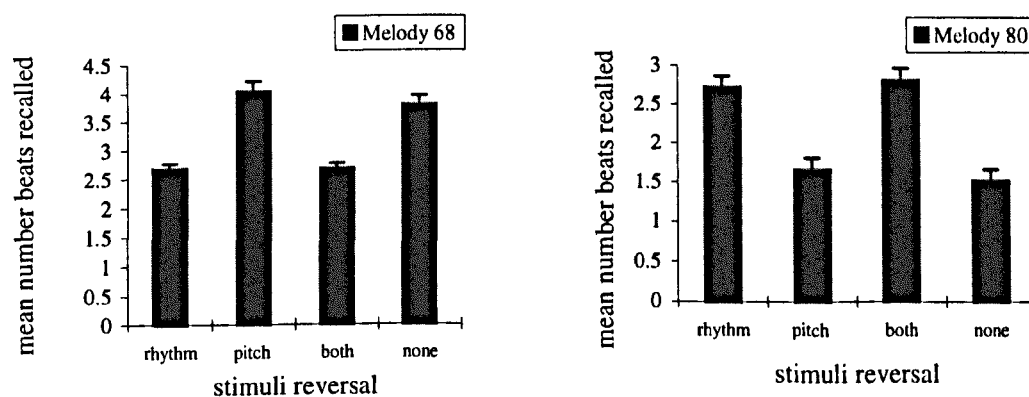 Melody 68
mean number beats recalled
4.5
4
3.5
3
2.5
2
1.5
1
0.5
0
rhythm pitch both none
stimuli reversal
Melody 80
mean number beats recalled
3
2.5
2
1.5
1
0.5
0
rhythm pitch both none
stimuli reversal